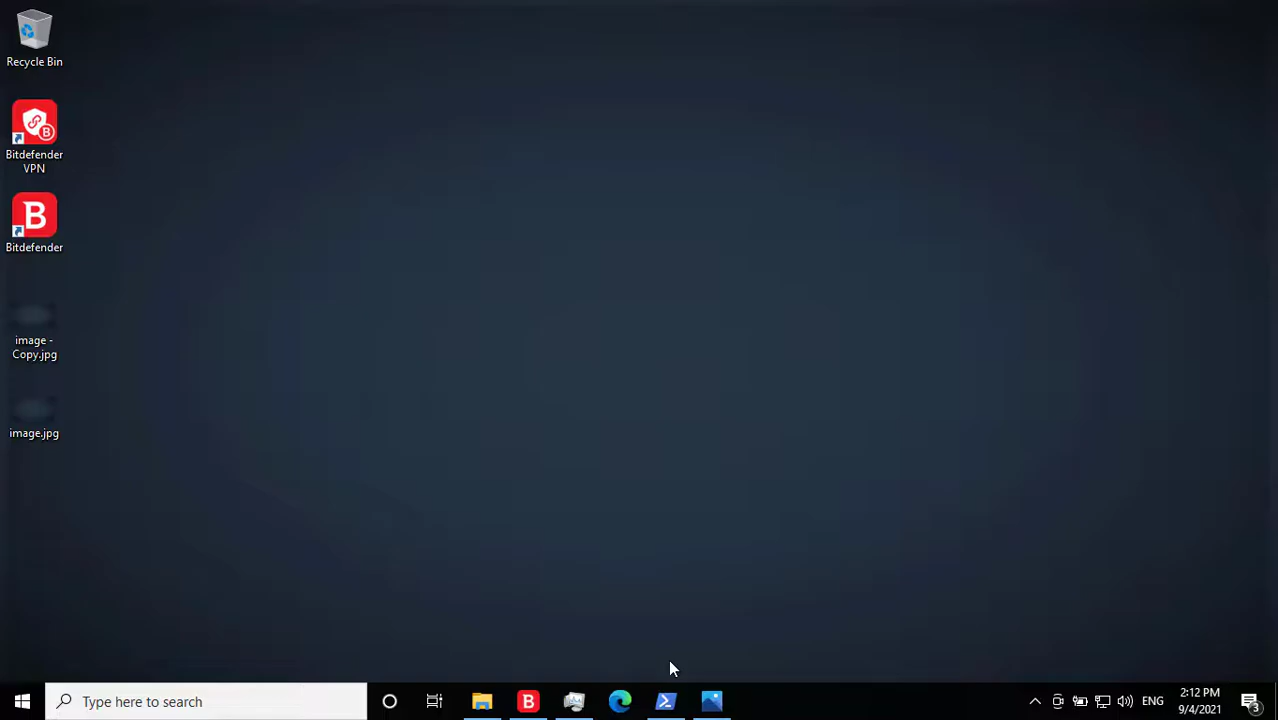 Recycle Bin
B
Bitdefender
VPN
B
Bitdefender
image -
Copy.jpg
image.jpg
Type here to search
B
ENG
2:12 PM
9/4/2021
3